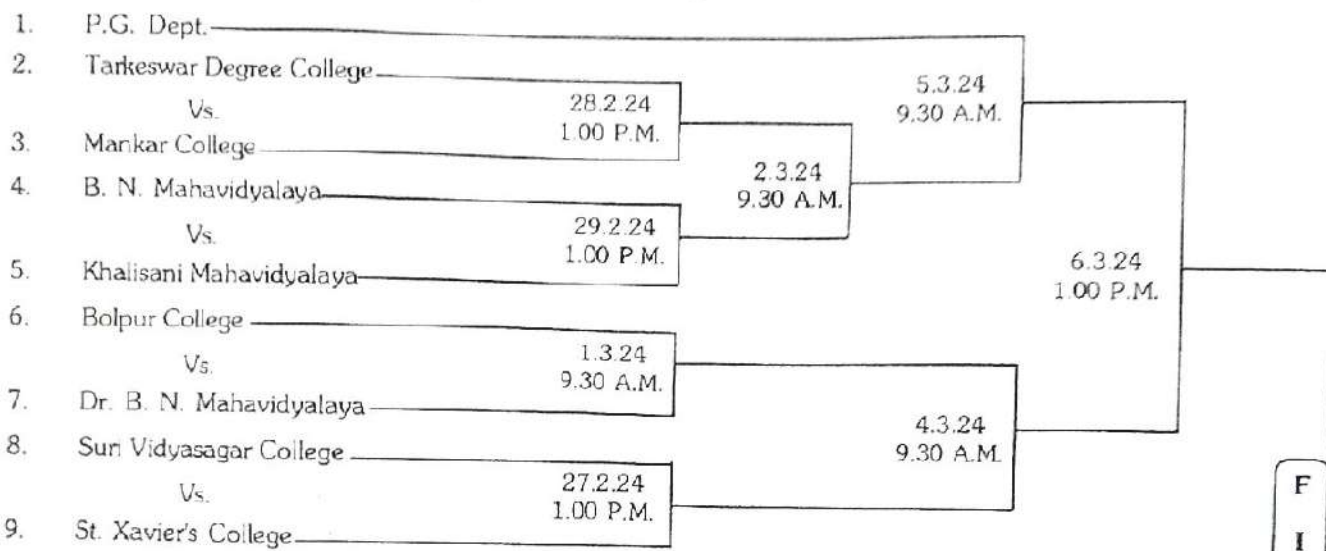 1. P.G. Dept.
2. Tarkeswar Degree College
5.3.24
9.30 A.M.
Vs.
28.2.24
1.00 P.M.
3. Mankar College
2.3.24
9.30 A.M.
4. B. N. Mahavidyalaya
Vs.
29.2.24
1.00 P.M.
5. Khalisani Mahavidyalaya
6.3.24
1.00 P.M.
6. Bolpur College
Vs.
1.3.24
9.30 A.M.
7. Dr. B. N. Mahavidyalaya
4.3.24
9.30 A.M.
8. Suri Vidyasagar College
Vs.
27.2.24
1.00 P.M.
9. St. Xavier's College
F
I